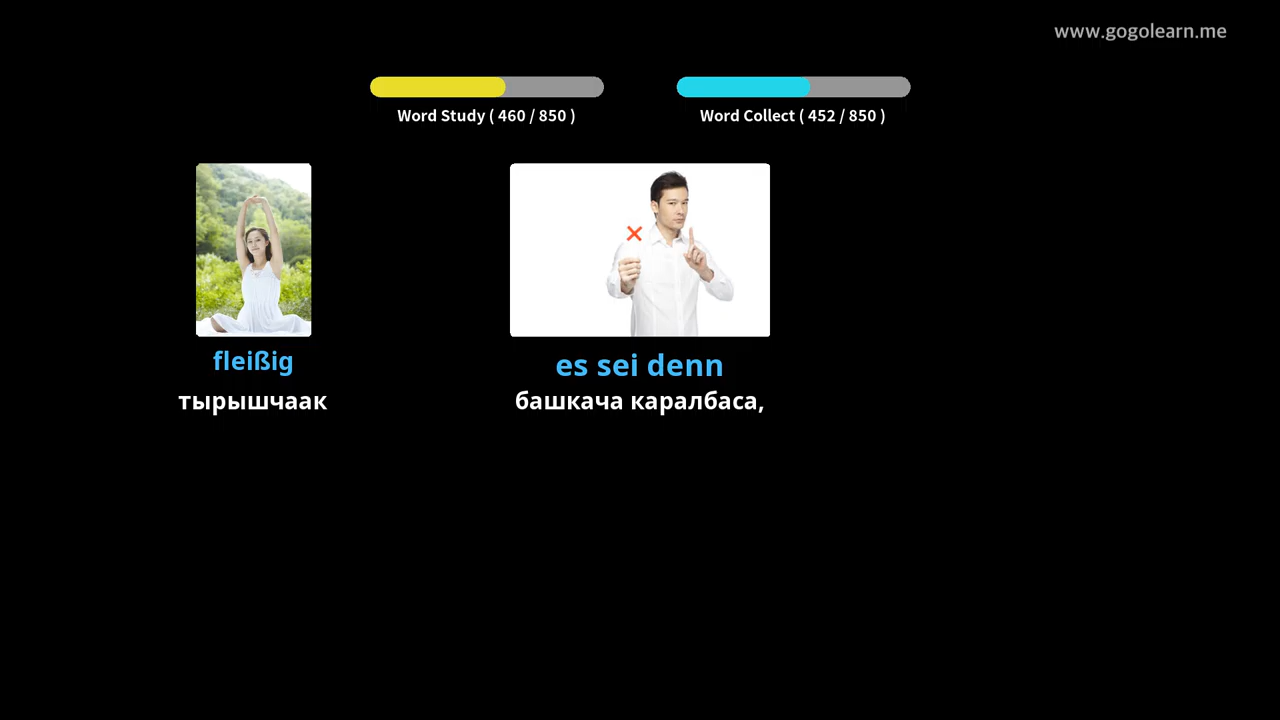 www.gogolearn.me
Word Study ( 460 / 850 )
Word Collect ( 452 / 850 )
fleißig
тырышчаак
es sei denn
башкача каралбаса,